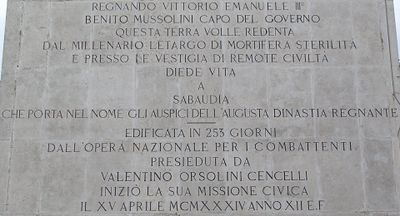 REGNANDO VITTORIO EMANUELE III°
BENITO MUSSOLINI CAPO DEL GOVERNO
QUESTA TERRA VOLLE REDENTA
DAL MILLENARIO LETARGO DI MORTIFERA STERILITÀ
E PRESSO LE VESTIGIA DI REMOTE CIVILTÀ
DIEDE VITA
A
SABAUDIA
CHE PORTA NEL NOME GLI AUSPICI DELL'AUGUSTA DINASTIA REGNANTE
EDIFICATA IN 253 GIORNI
DALL'OPERA NAZIONALE PER I COMBATTENTI
PRESIEDUTA DA
VALENTINO ORSOLINI CENCELLI
INIZIÒ LA SUA MISSIONE CIVICA
IL XV APRILE MCMXXXIV ANNO XII E.F